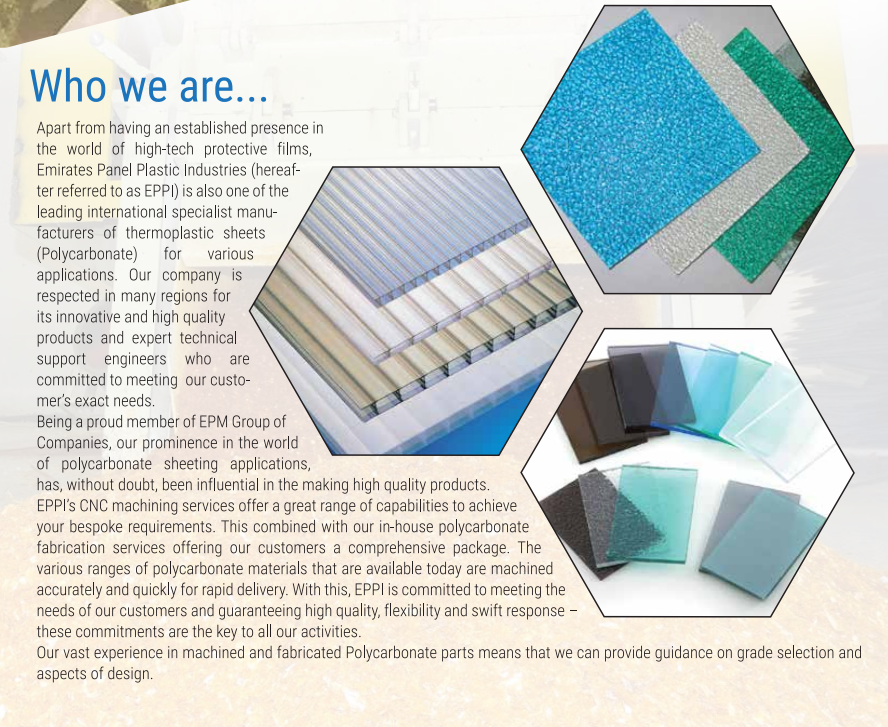 Who we are...
Apart from having an established presence in
the world of high-tech protective films,
Emirates Panel Plastic Industries (hereaf-
ter referred to as EPPI) is also one of the
leading international specialist manu-
facturers of thermoplastic sheets
(Polycarbonate) for various
applications. Our company is
respected in many regions for
its innovative and high quality
products and expert technical
support engineers who are
committed to meeting our custo-
mer's exact needs.
Being a proud member of EPM Group of
Companies, our prominence in the world
of polycarbonate sheeting applications,
has, without doubt, been influential in the making high quality products.
EPPI's CNC machining services offer a great range of capabilities to achieve
your bespoke requirements. This combined with our in-house polycarbonate
fabrication services offering our customers a comprehensive package. The
various ranges of polycarbonate materials that are available today are machined
accurately and quickly for rapid delivery. With this, EPPI is committed to meeting the
needs of our customers and guaranteeing high quality, flexibility and swift response –
these commitments are the key to all our activities.
Our vast experience in machined and fabricated Polycarbonate parts means that we can provide guidance on grade selection and
aspects of design.